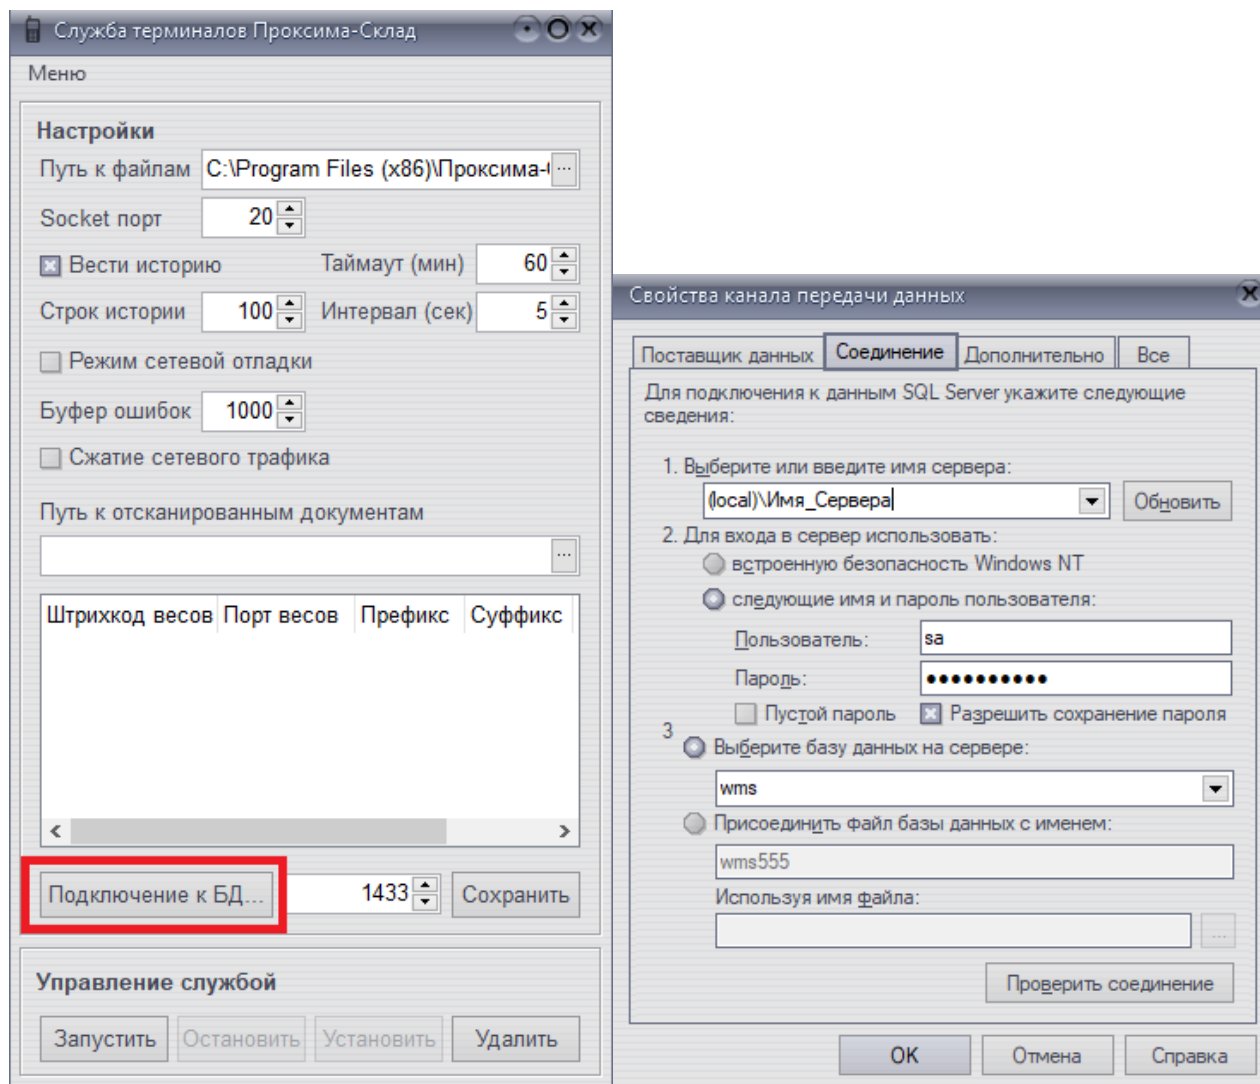 Служба терминалов Проксима-Склад
Меню
Настройки
Путь к файлам C:\Program Files (x86)\Проксима- ...
Socket порт 20
Вести историю Таймаут (мин) 60
Строк истории 100 Интервал (сек) 5
Режим сетевой отладки
Буфер ошибок 1000
Сжатие сетевого трафика
Путь к отсканированным документам
...
Штрихкод весов Порт весов Префикс Суффикс
Подключение к БД... 1433 Сохранить
Управление службой
Запустить Остановить Установить Удалить
Свойства канала передачи данных
Поставщик данных Соединение Дополнительно Все
Для подключения к данным SQL Server укажите следующие
сведения:
1. Выберите или введите имя сервера:
(local)\Имя_Сервера Обновить
2. Для входа в сервер использовать:
встроенную безопасность Windows NT
следующие имя и пароль пользователя:
Пользователь: sa
Пароль: ●●●●●●●●●●
Пустой пароль Разрешить сохранение пароля
3 Выберите базу данных на сервере:
wms
Присоединить файл базы данных с именем:
wms555
Используя имя файла:
...
Проверить соединение
OK Отмена Справка